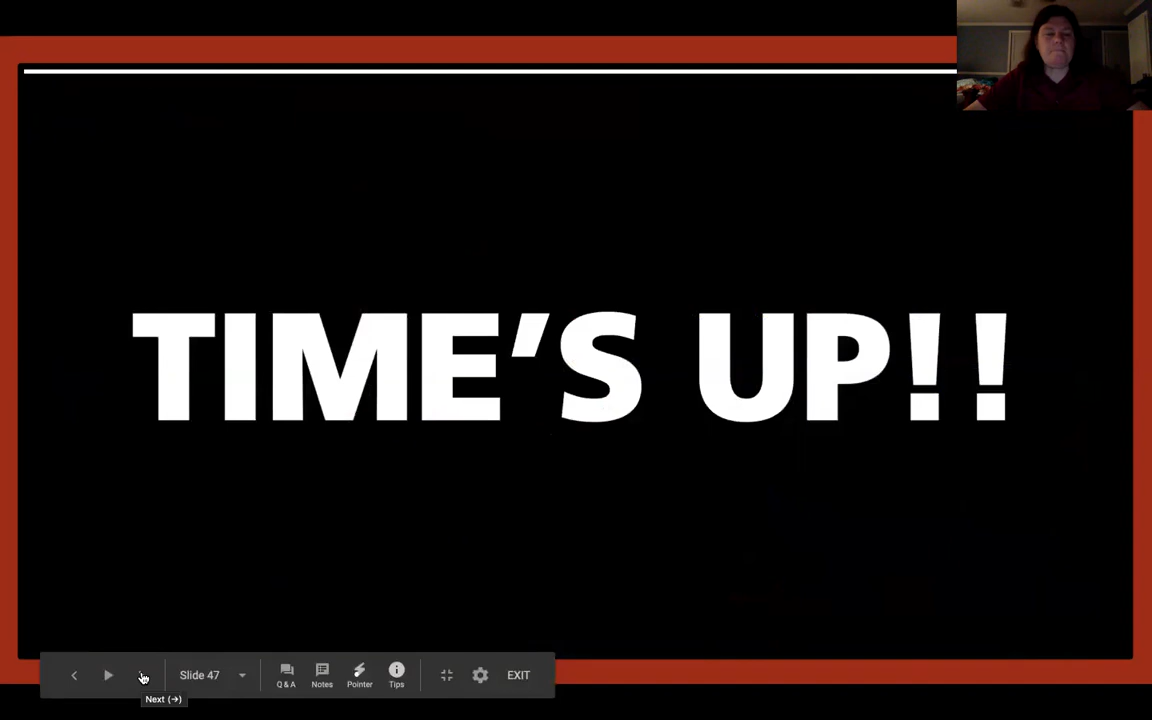 TIME’S UP!!
Slide 47
Q & A
Notes
Pointer
Tips
EXIT
Next (→)